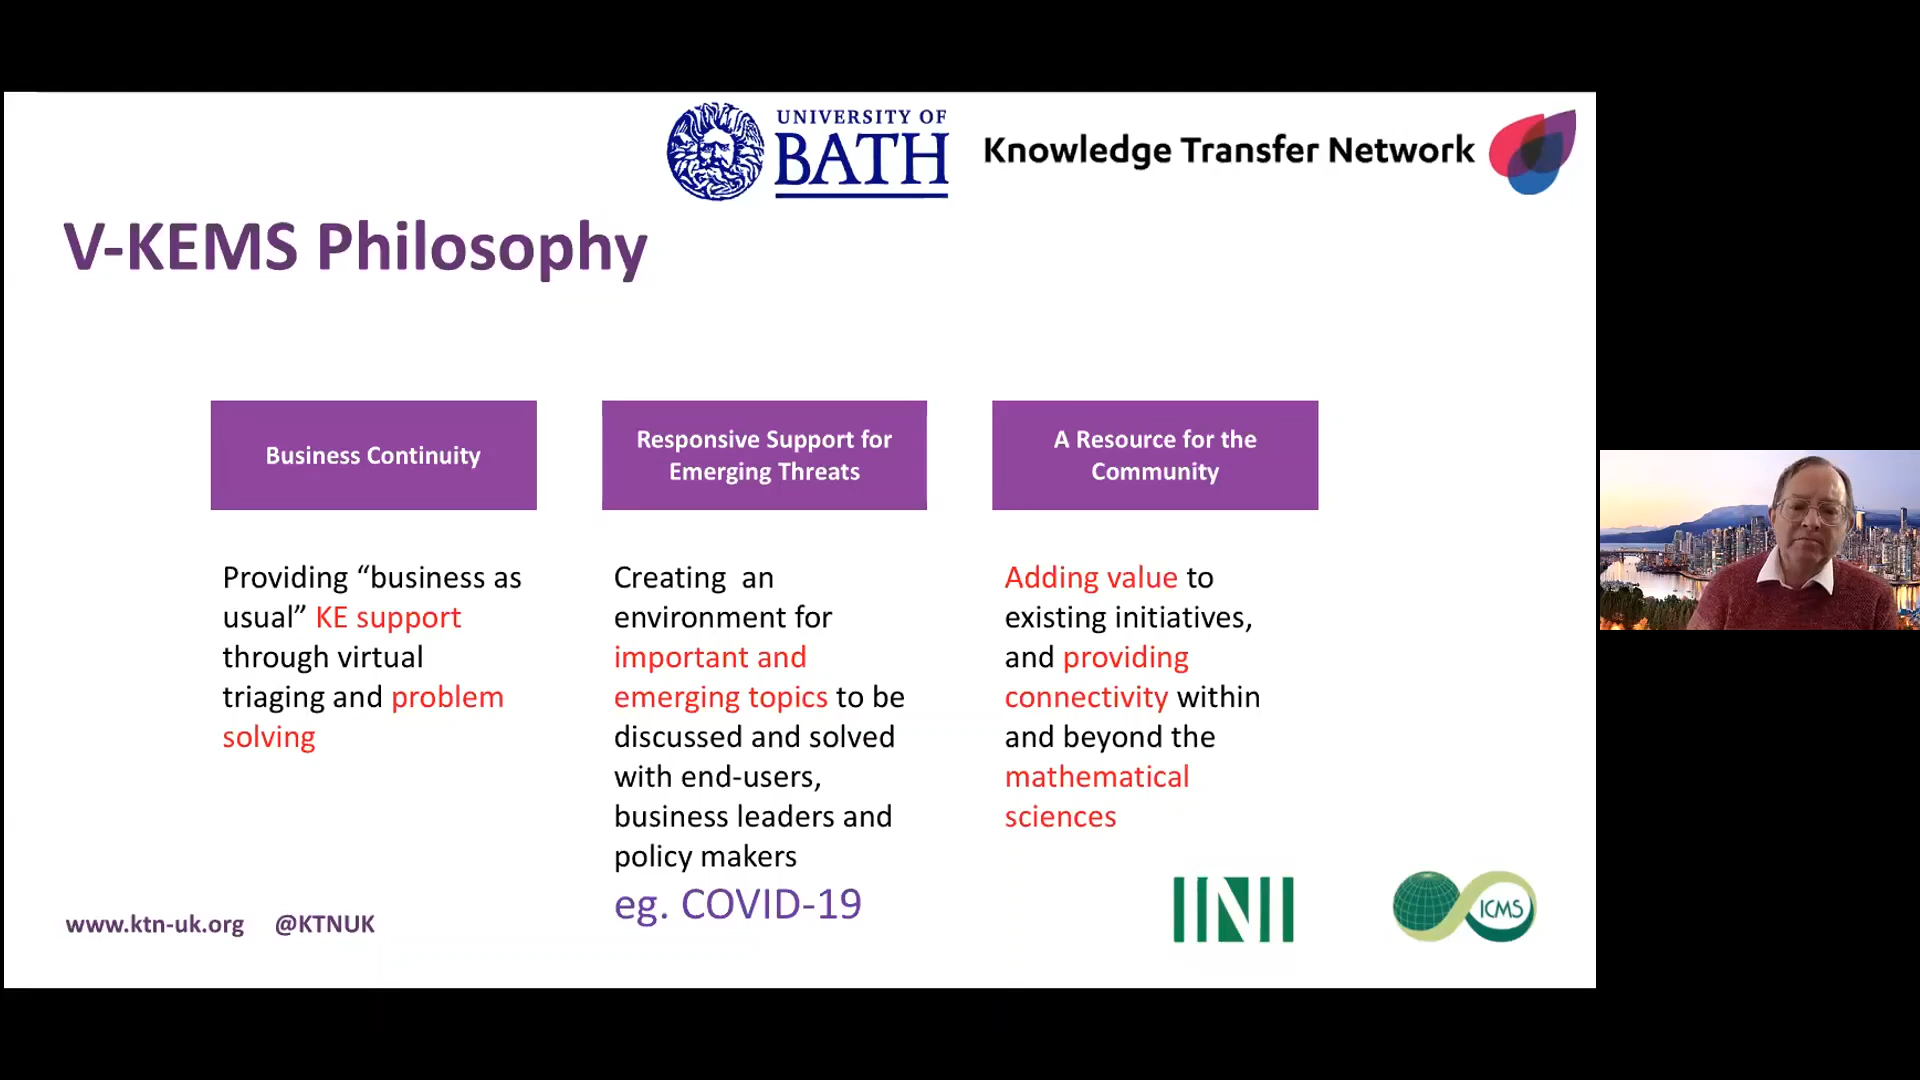 UNIVERSITY OF
BATH
Knowledge Transfer Network
V-KEMS Philosophy
Business Continuity
Providing “business as
usual” KE support
through virtual
triaging and problem
solving
Responsive Support for
Emerging Threats
Creating  an
environment for
important and
emerging topics to be
discussed and solved
with end-users,
business leaders and
policy makers
eg. COVID-19
A Resource for the
Community
Adding value to
existing initiatives,
and providing
connectivity within
and beyond the
mathematical
sciences
www.ktn-uk.org @KTNUK
INI
ICMS